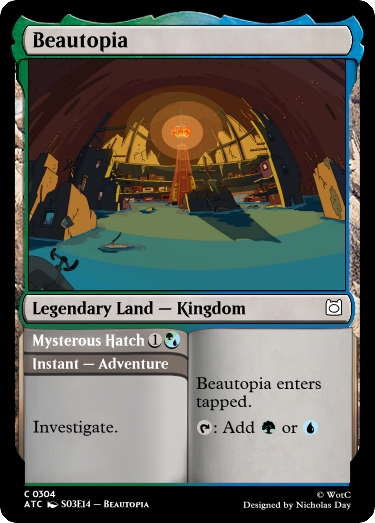 Beautopia
Legendary Land — Kingdom
Mysterous Hatch 1
Instant — Adventure
Investigate.
Beautopia enters
tapped.
: Add or
C 0304
ATC S03E14 — Beautopia
© WotC
Designed by Nicholas Day